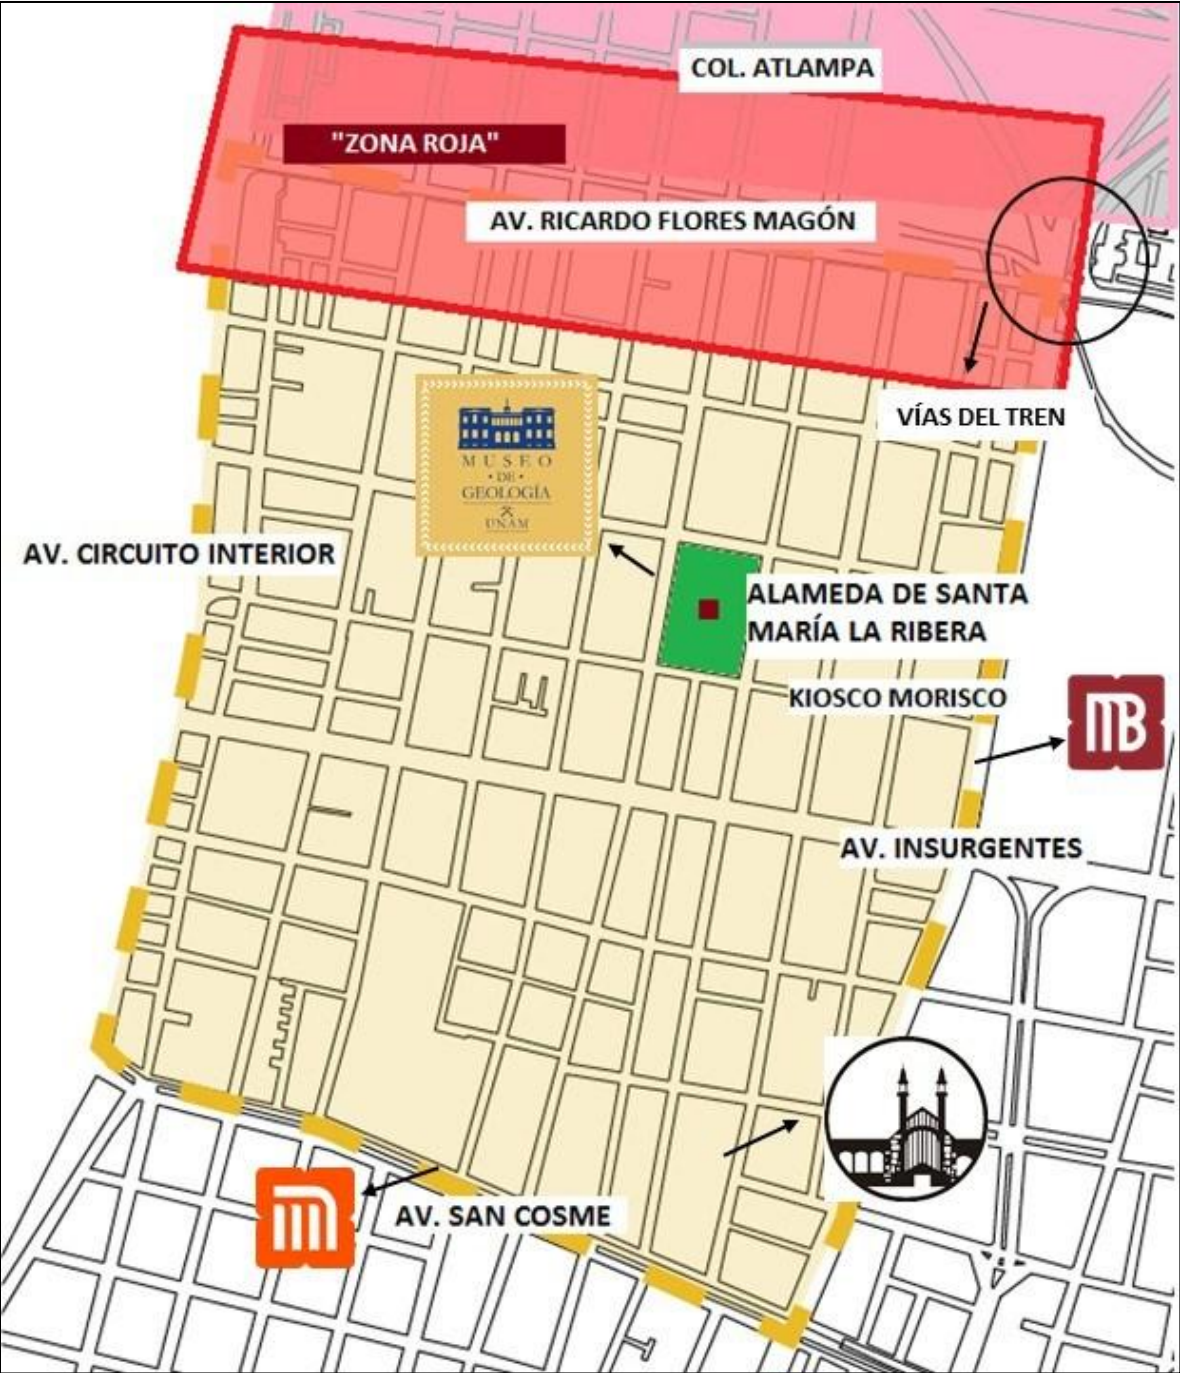 COL. ATLAMPA
"ZONA ROJA"
AV. RICARDO FLORES MAGÓN
VÍAS DEL TREN
MUSEO
• DE •
GEOLOGÍA
UNAM
AV. CIRCUITO INTERIOR
ALAMEDA DE SANTA
MARÍA LA RIBERA
KIOSCO MORISCO
MB
AV. INSURGENTES
AV. SAN COSME